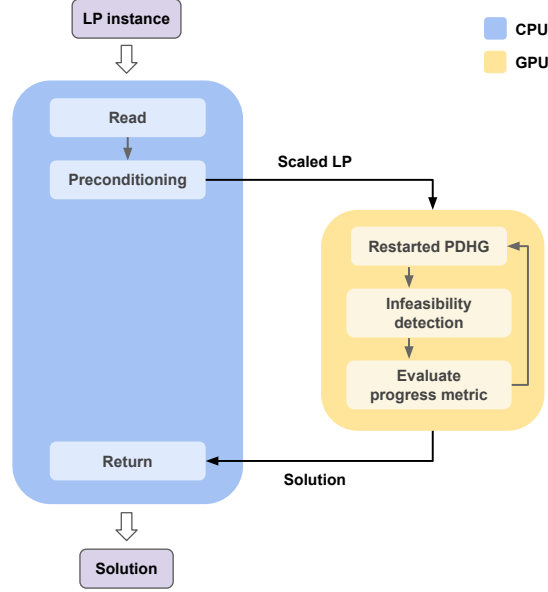 LP instance
CPU
GPU
Read
Preconditioning
Scaled LP
Restarted PDHG
Infeasibility
detection
Evaluate
progress metric
Return
Solution
Solution